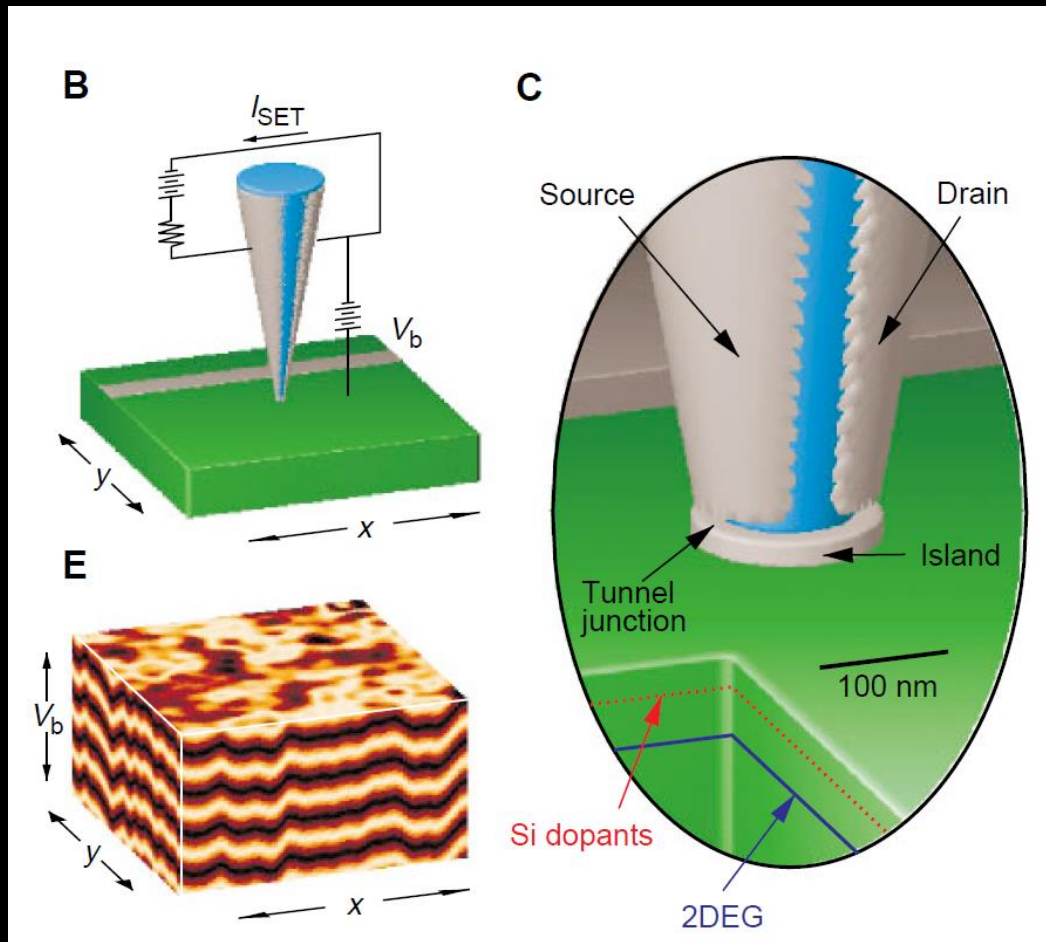 B
I_SET
V_b
y
x
C
Source
Drain
Tunnel
junction
Island
100 nm
Si dopants
2DEG
E
V_b
y
x